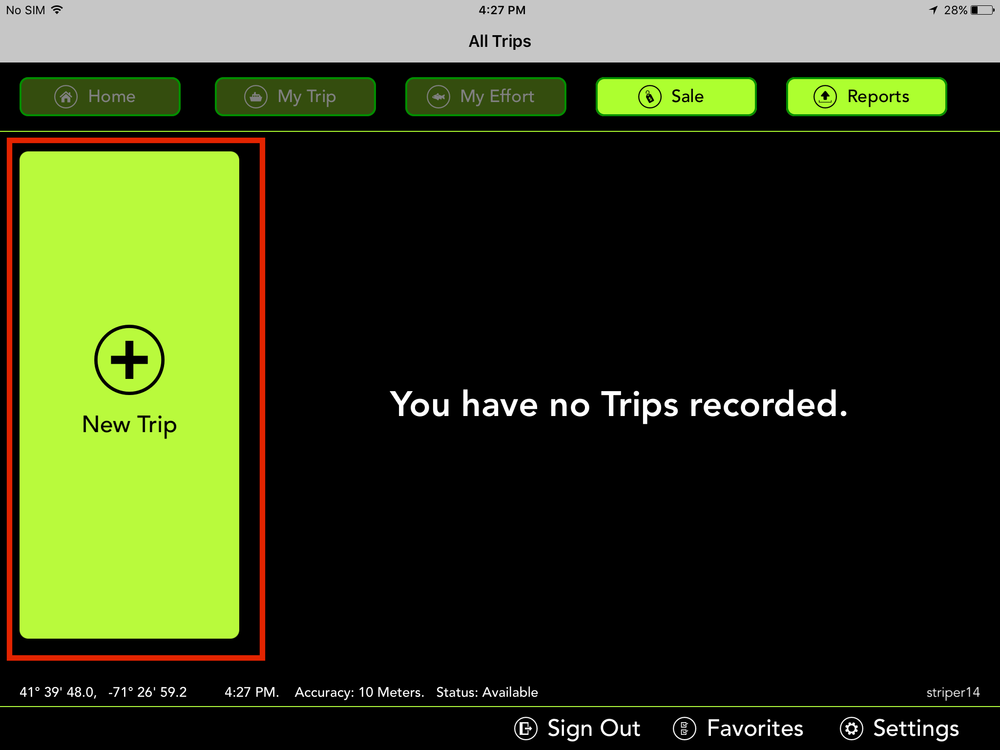 No SIM 4:27 PM 28%
All Trips
Home My Trip My Effort Sale Reports
New Trip
You have no Trips recorded.
41° 39' 48.0, -71° 26' 59.2 4:27 PM. Accuracy: 10 Meters. Status: Available striper14
Sign Out Favorites Settings